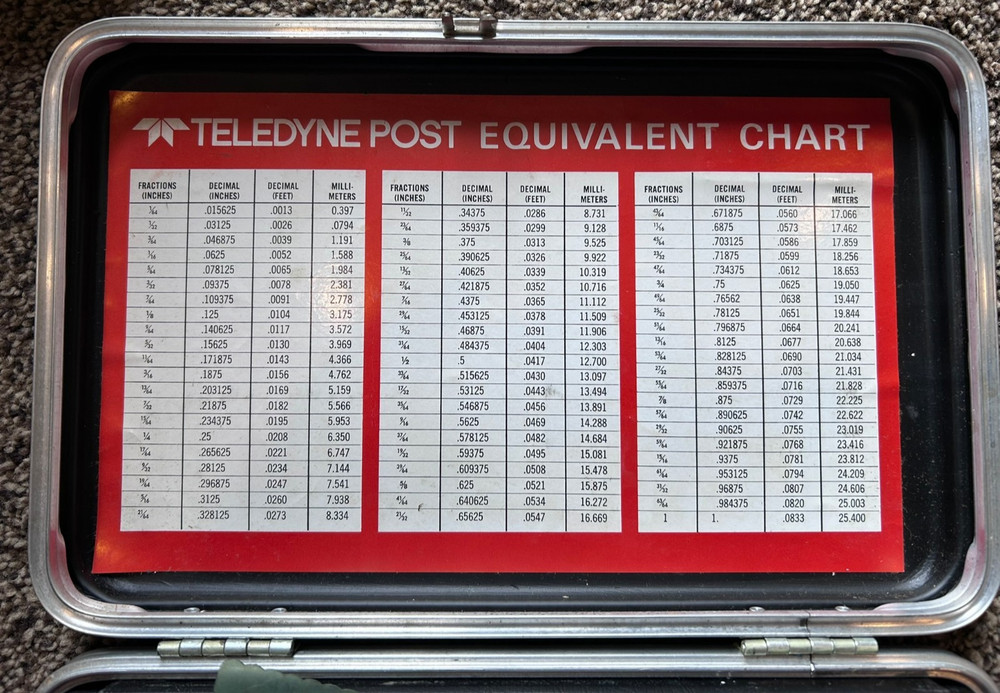 TELEDYNE POST EQUIVALENT CHART
FRACTIONS (INCHES) DECIMAL (INCHES) DECIMAL (FEET) MILLI-METERS
1/64 .015625 .0013 0.397
1/32 .03125 .0026 .0794
3/64 .046875 .0039 1.191
1/16 .0625 .0052 1.588
5/64 .078125 .0065 1.984
3/32 .09375 .0078 2.381
7/64 .109375 .0091 2.778
1/8 .125 .0104 3.175
9/64 .140625 .0117 3.572
5/32 .15625 .0130 3.969
11/64 .171875 .0143 4.366
3/16 .1875 .0156 4.762
13/64 .203125 .0169 5.159
7/32 .21875 .0182 5.566
15/64 .234375 .0195 5.953
1/4 .25 .0208 6.350
17/64 .265625 .0221 6.747
9/32 .28125 .0234 7.144
19/64 .296875 .0247 7.541
5/16 .3125 .0260 7.938
21/64 .328125 .0273 8.334
FRACTIONS (INCHES) DECIMAL (INCHES) DECIMAL (FEET) MILLI-METERS
11/32 .34375 .0286 8.731
23/64 .359375 .0299 9.128
3/8 .375 .0313 9.525
25/64 .390625 .0326 9.922
13/32 .40625 .0339 10.319
27/64 .421875 .0352 10.716
7/16 .4375 .0365 11.112
29/64 .453125 .0378 11.509
15/32 .46875 .0391 11.906
31/64 .484375 .0404 12.303
1/2 .5 .0417 12.700
33/64 .515625 .0430 13.097
17/32 .53125 .0443 13.494
35/64 .546875 .0456 13.891
9/16 .5625 .0469 14.288
37/64 .578125 .0482 14.684
19/32 .59375 .0495 15.081
39/64 .609375 .0508 15.478
5/8 .625 .0521 15.875
41/64 .640625 .0534 16.272
21/32 .65625 .0547 16.669
FRACTIONS (INCHES) DECIMAL (INCHES) DECIMAL (FEET) MILLI-METERS
43/64 .671875 .0560 17.066
11/16 .6875 .0573 17.462
45/64 .703125 .0586 17.859
23/32 .71875 .0599 18.256
47/64 .734375 .0612 18.653
3/4 .75 .0625 19.050
49/64 .76562 .0638 19.447
25/32 .78125 .0651 19.844
51/64 .796875 .0664 20.241
13/16 .8125 .0677 20.638
53/64 .828125 .0690 21.034
27/32 .84375 .0703 21.431
55/64 .859375 .0716 21.828
7/8 .875 .0729 22.225
57/64 .890625 .0742 22.622
29/32 .90625 .0755 23.019
59/64 .921875 .0768 23.416
15/16 .9375 .0781 23.812
61/64 .953125 .0794 24.209
31/32 .96875 .0807 24.606
63/64 .984375 .0820 25.003
1 1. .0833 25.400